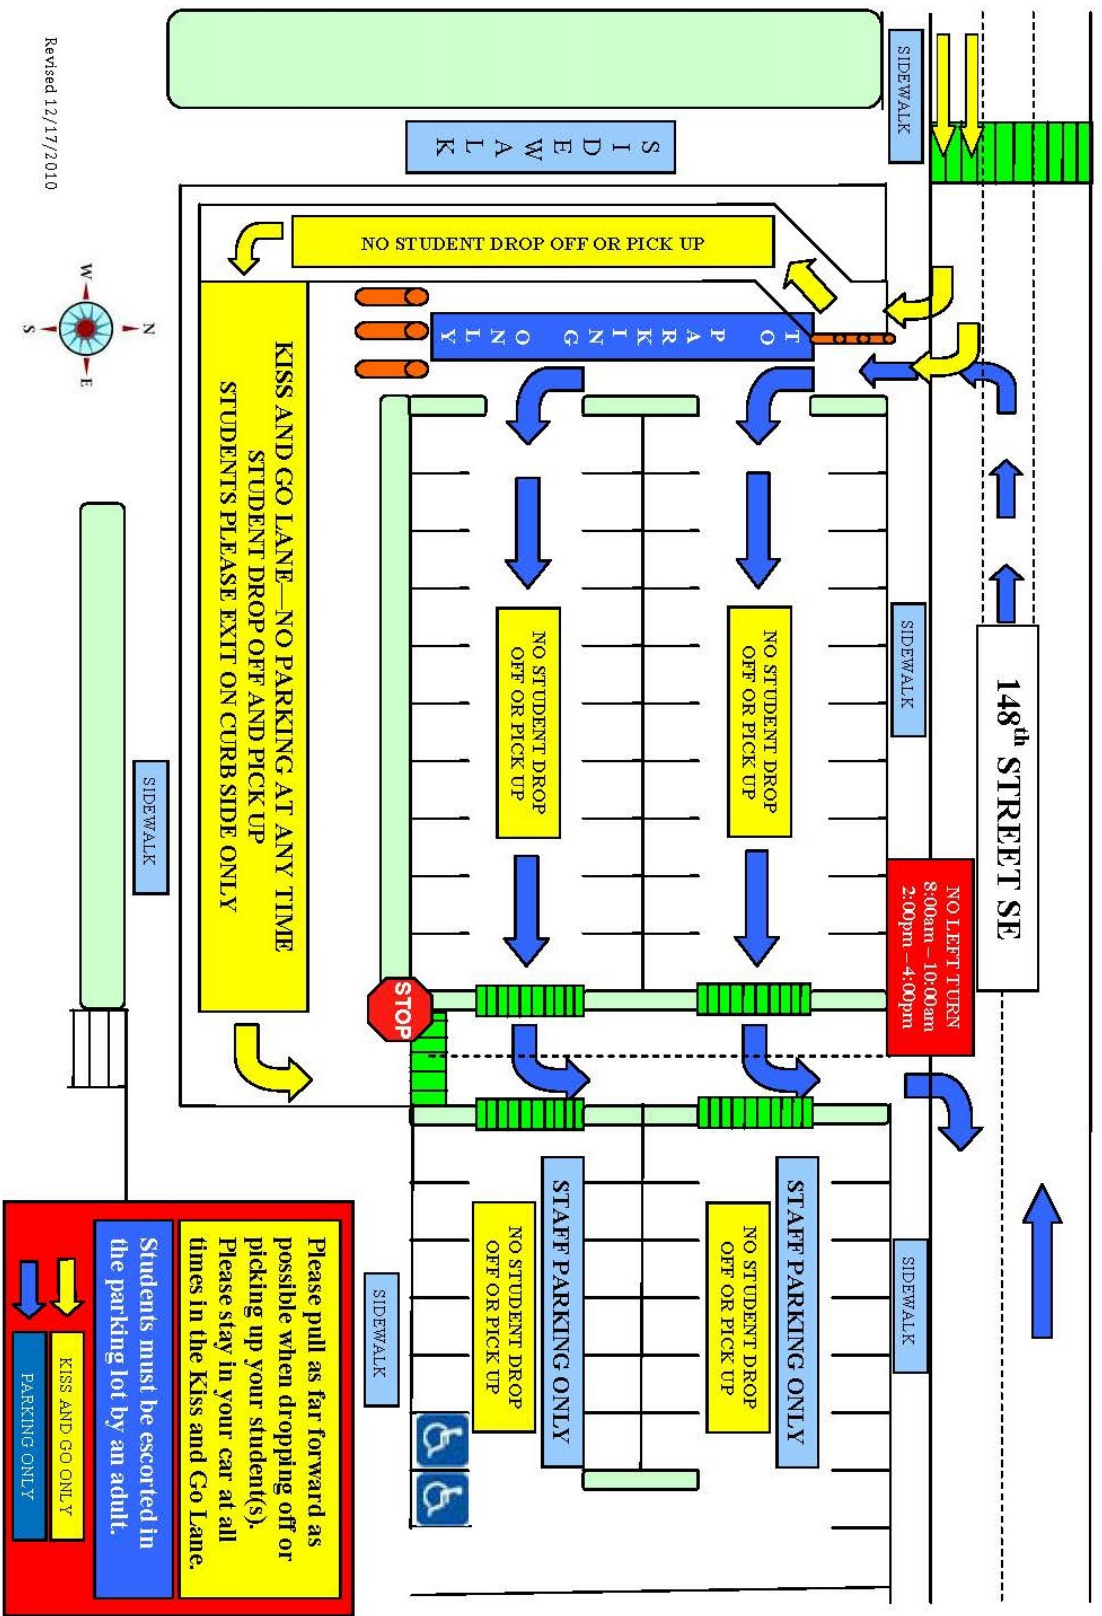 148th STREET SE
SIDEWALK
SIDEWALK
SIDEWALK
NO LEFT TURN
8:00am – 10:00am
2:00pm – 4:00pm
SIDEWALK
NO STUDENT DROP OFF OR PICK UP
TO PARKING ONLY
NO STUDENT DROP
OFF OR PICK UP
NO STUDENT DROP
OFF OR PICK UP
STAFF PARKING ONLY
NO STUDENT DROP
OFF OR PICK UP
STAFF PARKING ONLY
NO STUDENT DROP
OFF OR PICK UP
STOP
SIDEWALK
KISS AND GO LANE—NO PARKING AT ANY TIME
STUDENT DROP OFF AND PICK UP
STUDENTS PLEASE EXIT ON CURB SIDE ONLY
SIDEWALK
N
W
E
S
Please pull as far forward as
possible when dropping off or
picking up your student(s).
Please stay in your car at all
times in the Kiss and Go Lane.
Students must be escorted in
the parking lot by an adult.
KISS AND GO ONLY
PARKING ONLY
Revised 12/17/2010